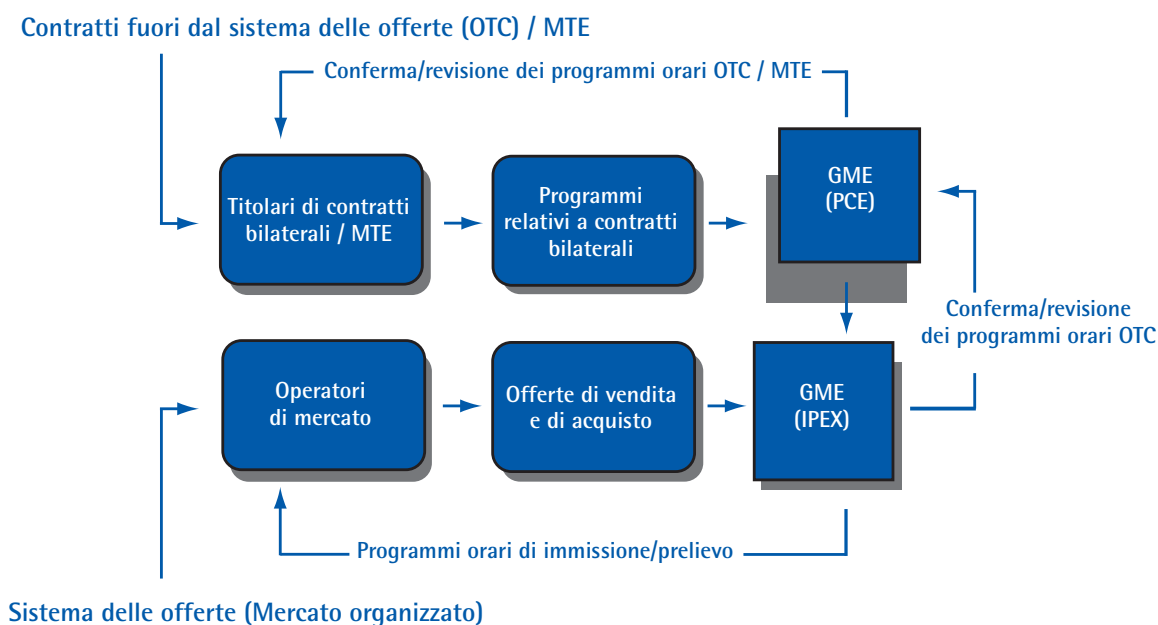 Contratti fuori dal sistema delle offerte (OTC) / MTE
Conferma/revisione dei programmi orari OTC / MTE
Titolari di contratti
bilaterali / MTE
Programmi
relativi a contratti
bilaterali
GME
(PCE)
Conferma/revisione
dei programmi orari OTC
Operatori
di mercato
Offerte di vendita
e di acquisto
GME
(IPEX)
Programmi orari di immissione/prelievo
Sistema delle offerte (Mercato organizzato)